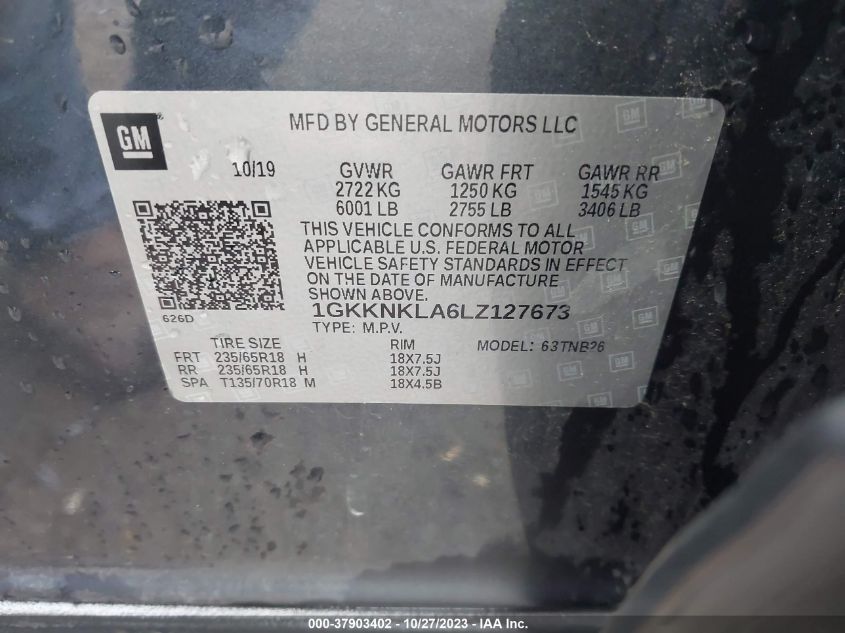 GM
MFD BY GENERAL MOTORS LLC
10/19 GVWR GAWR FRT GAWR RR
2722 KG 1250 KG 1545 KG
6001 LB 2755 LB 3406 LB
THIS VEHICLE CONFORMS TO ALL
APPLICABLE U.S. FEDERAL MOTOR
VEHICLE SAFETY STANDARDS IN EFFECT
ON THE DATE OF MANUFACTURE
SHOWN ABOVE.
626D 1GKKNKLA6LZ127673
TYPE: M.P.V.
TIRE SIZE RIM MODEL: 63TNB26
FRT 235/65R18 H 18X7.5J
RR 235/65R18 H 18X7.5J
SPA T135/70R18 M 18X4.5B
000-37903402 - 10/27/2023 - IAA Inc.